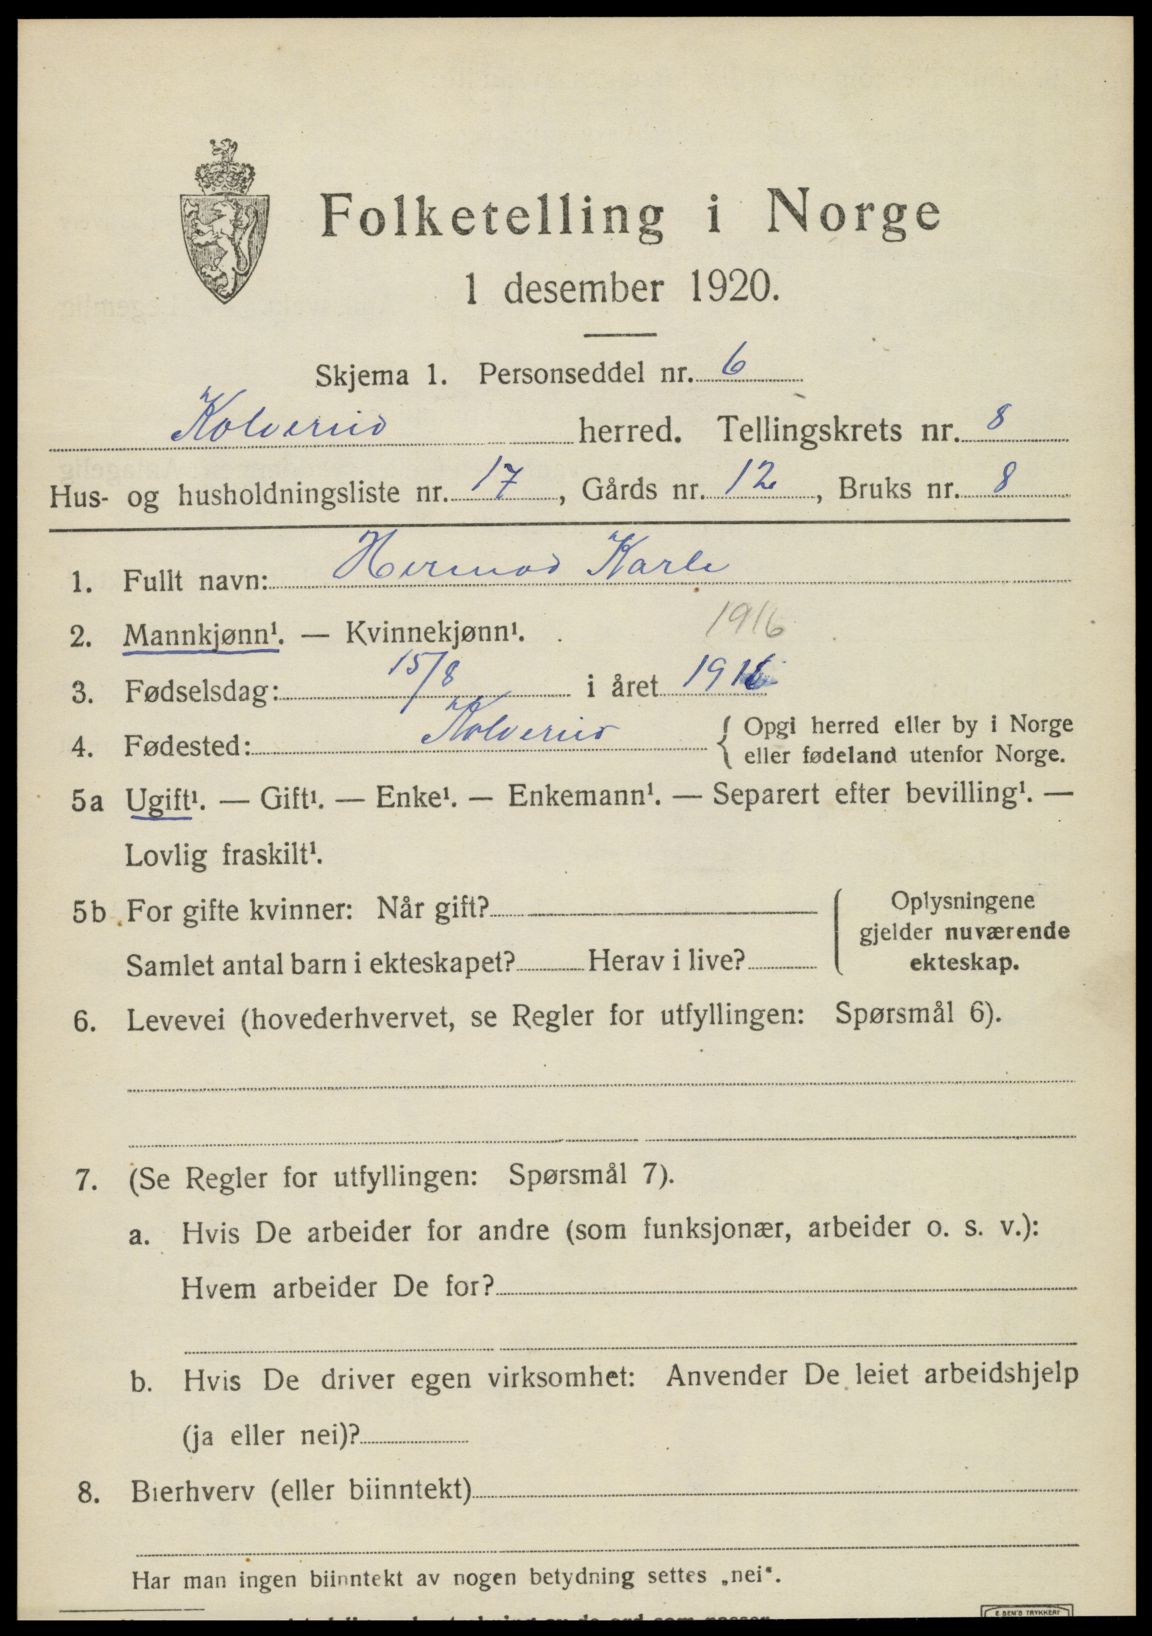 Folketelling i Norge
1 desember 1920.
Skjema 1. Personseddel nr. 6
Kolvereid herred. Tellingskrets nr. 8
Hus- og husholdningsliste nr. 17, Gårds nr. 12, Bruks nr. 8
1. Fullt navn: Hermod Karle
2. Mannkjønn¹. — Kvinnekjønn¹. 1916
3. Fødselsdag: 15/8 i året 1916
4. Fødested: Kolvereid { Opgi herred eller by i Norge
eller fødeland utenfor Norge.
5a Ugift¹. — Gift¹. — Enke¹. — Enkemann¹. — Separert efter bevilling¹. —
Lovlig fraskilt¹.
5b For gifte kvinner: Når gift?
Samlet antal barn i ekteskapet? Herav i live?
Oplysningene
gjelder nuværende
ekteskap.
6. Levevei (hovederhvervet, se Regler for utfyllingen: Spørsmål 6).
7. (Se Regler for utfyllingen: Spørsmål 7).
a. Hvis De arbeider for andre (som funksjonær, arbeider o. s. v.):
Hvem arbeider De for?
b. Hvis De driver egen virksomhet: Anvender De leiet arbeidshjelp
(ja eller nei)?
8. Bierhverv (eller biinntekt)
Har man ingen biinntekt av nogen betydning settes „nei“.